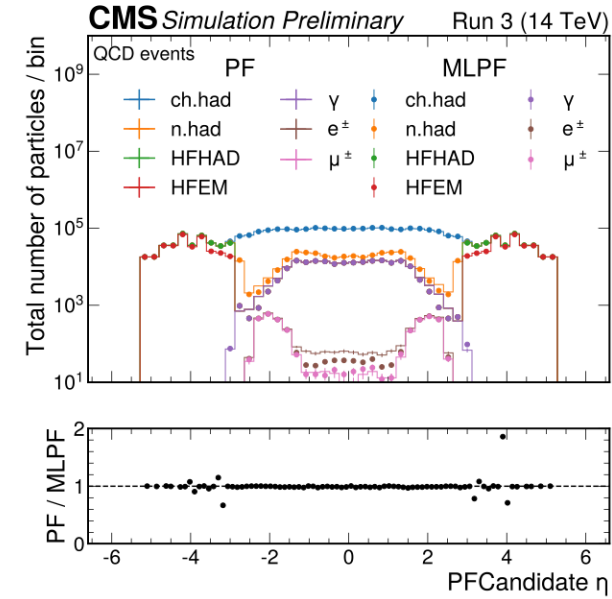 CMS Simulation Preliminary Run 3 (14 TeV)
QCD events
PF MLPF
ch.had γ ch.had γ
n.had e± n.had e±
HFHAD μ± HFHAD μ±
HFEM HFEM
Total number of particles / bin
10⁹
10⁷
10⁵
10³
10¹
PF / MLPF
2
1
0
-6 -4 -2 0 2 4 6
PFCandidate η